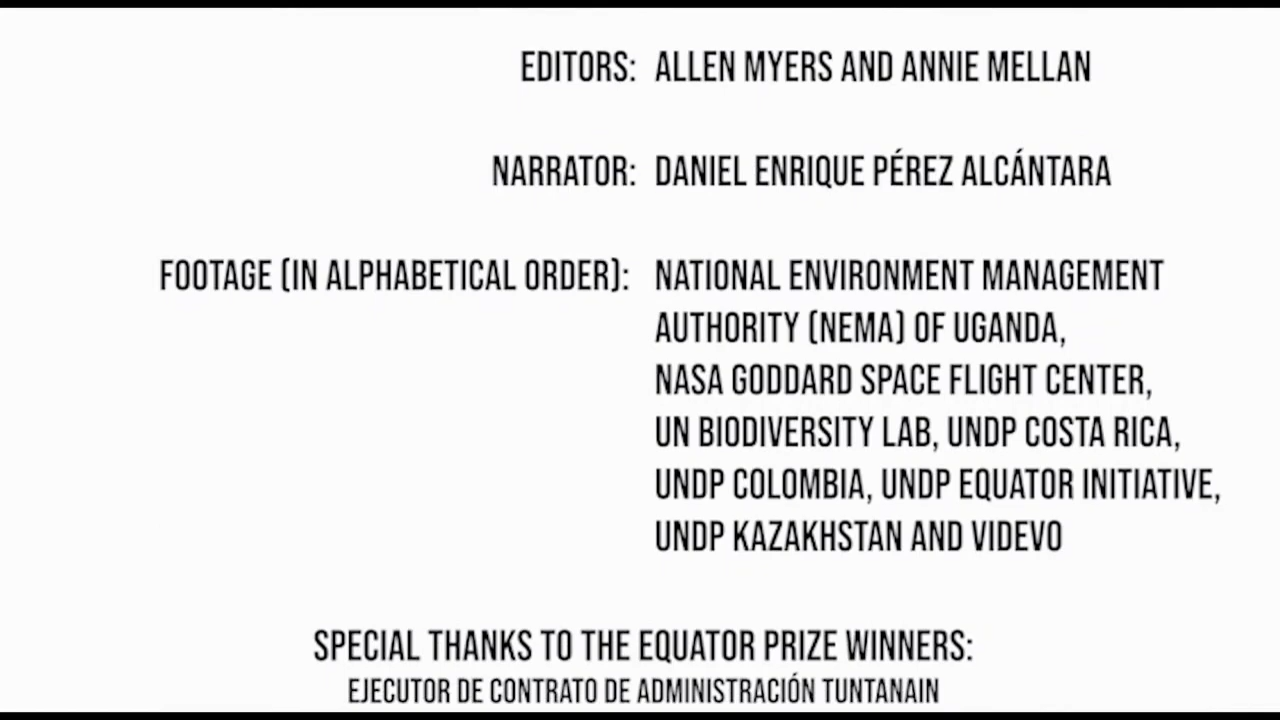 EDITORS: ALLEN MYERS AND ANNIE MELLAN
NARRATOR: DANIEL ENRIQUE PÉREZ ALCÁNTARA
FOOTAGE (IN ALPHABETICAL ORDER): NATIONAL ENVIRONMENT MANAGEMENT
AUTHORITY (NEMA) OF UGANDA,
NASA GODDARD SPACE FLIGHT CENTER,
UN BIODIVERSITY LAB, UNDP COSTA RICA,
UNDP COLOMBIA, UNDP EQUATOR INITIATIVE,
UNDP KAZAKHSTAN AND VIDEVO
SPECIAL THANKS TO THE EQUATOR PRIZE WINNERS:
EJECUTOR DE CONTRATO DE ADMINISTRACIÓN TUNTANAIN